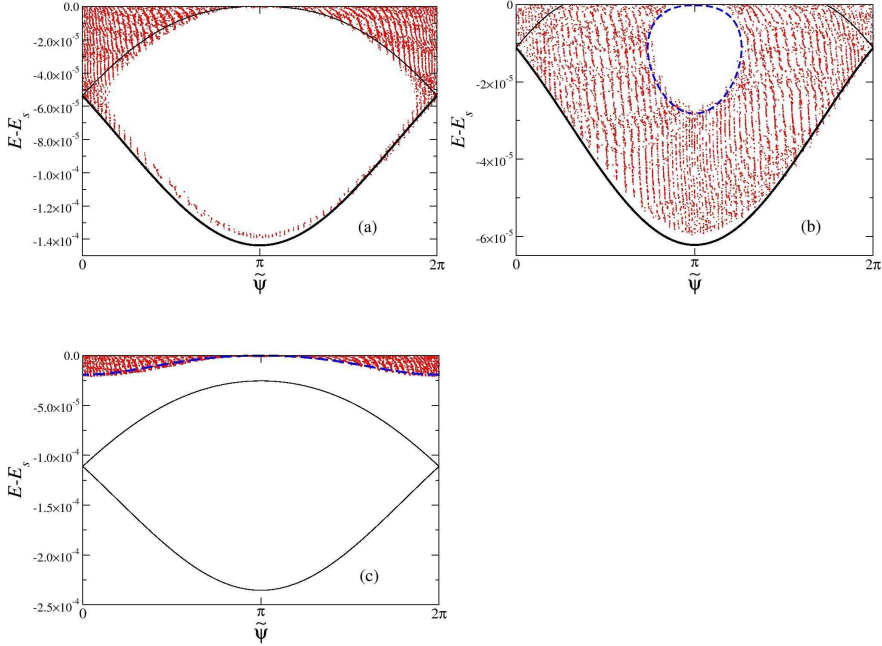 0.0
-2.0×10⁻⁵
-4.0×10⁻⁵
-6.0×10⁻⁵
-8.0×10⁻⁵
-1.0×10⁻⁴
-1.2×10⁻⁴
-1.4×10⁻⁴
E-Eₛ
(a)
0 π 2π
ψ̃
0
-2×10⁻⁵
-4×10⁻⁵
-6×10⁻⁵
E-Eₛ
(b)
0 π 2π
ψ̃
0.0
-5.0×10⁻⁵
-1.0×10⁻⁴
-1.5×10⁻⁴
-2.0×10⁻⁴
-2.5×10⁻⁴
E-Eₛ
(c)
0 π 2π
ψ̃